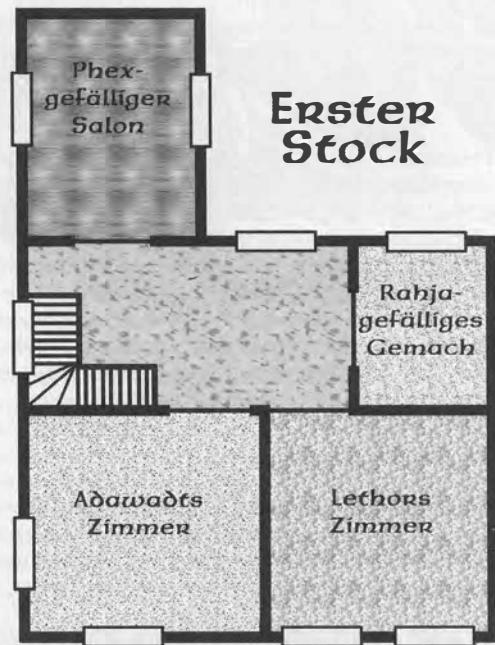 Phex-
gefälliger
Salon
Erster
Stock
Rahja-
gefälliges
Gemach
Adawadts
Zimmer
Lethors
Zimmer